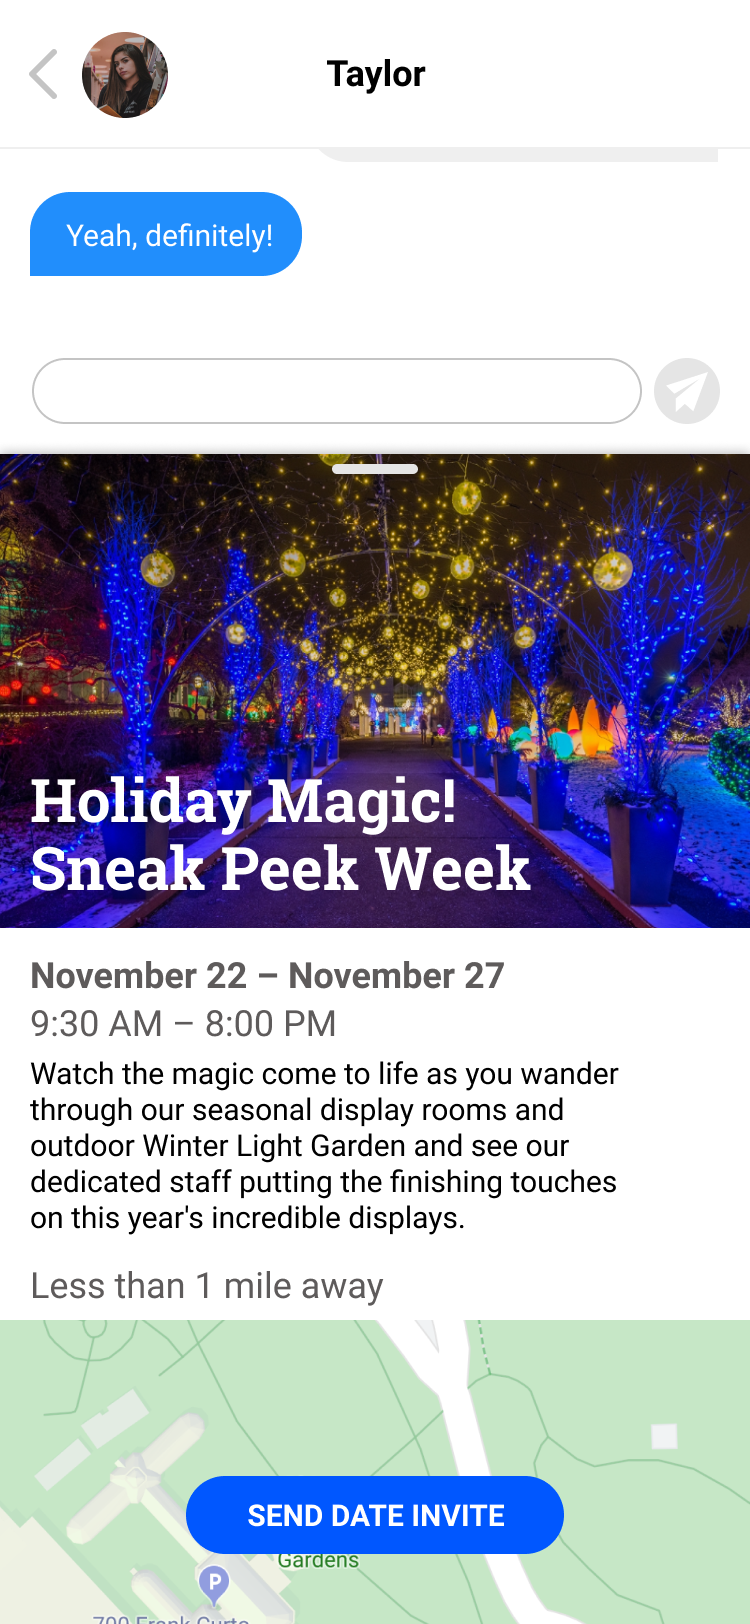 Taylor
Yeah, definitely!
Holiday Magic!
Sneak Peek Week
November 22 – November 27
9:30 AM – 8:00 PM
Watch the magic come to life as you wander
through our seasonal display rooms and
outdoor Winter Light Garden and see our
dedicated staff putting the finishing touches
on this year's incredible displays.
Less than 1 mile away
SEND DATE INVITE
Gardens
P
700 Frank Curto